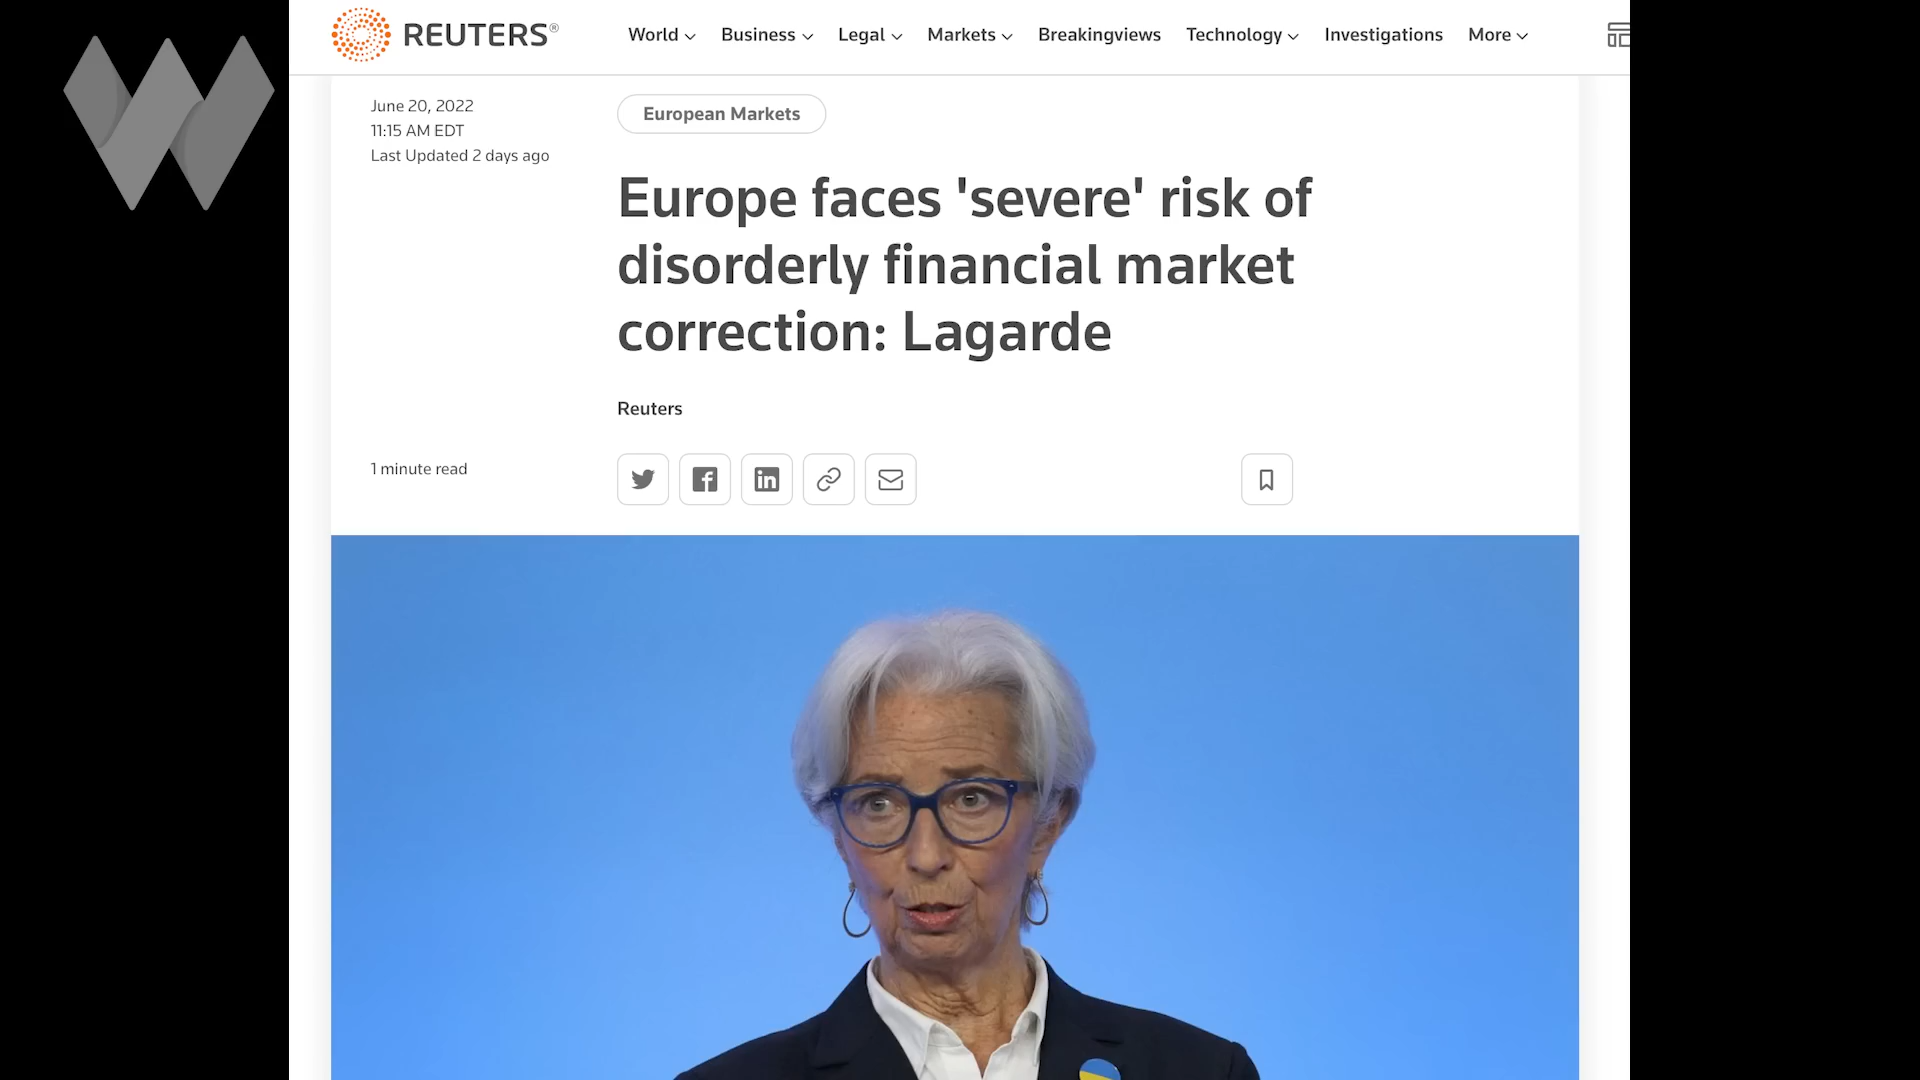 REUTERS®
World Business Legal Markets Breakingviews Technology Investigations More
June 20, 2022
11:15 AM EDT
Last Updated 2 days ago
European Markets
Europe faces 'severe' risk of
disorderly financial market
correction: Lagarde
Reuters
1 minute read